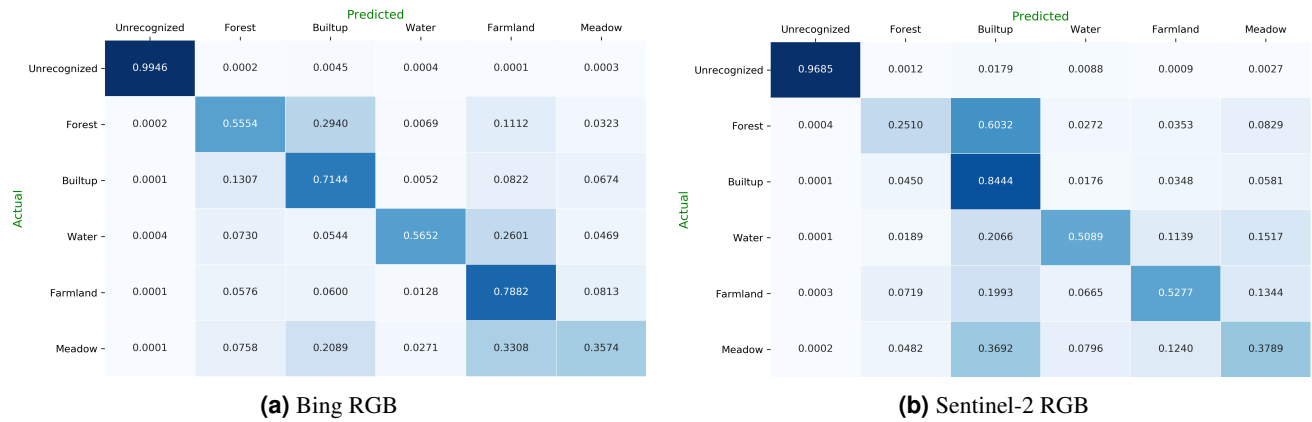 Predicted
Unrecognized Forest Builtup Water Farmland Meadow
Actual
Unrecognized 0.9946 0.0002 0.0045 0.0004 0.0001 0.0003
Forest 0.0002 0.5554 0.2940 0.0069 0.1112 0.0323
Builtup 0.0001 0.1307 0.7144 0.0052 0.0822 0.0674
Water 0.0004 0.0730 0.0544 0.5652 0.2601 0.0469
Farmland 0.0001 0.0576 0.0600 0.0128 0.7882 0.0813
Meadow 0.0001 0.0758 0.2089 0.0271 0.3308 0.3574
(a) Bing RGB
Predicted
Unrecognized Forest Builtup Water Farmland Meadow
Actual
Unrecognized 0.9685 0.0012 0.0179 0.0088 0.0009 0.0027
Forest 0.0004 0.2510 0.6032 0.0272 0.0353 0.0829
Builtup 0.0001 0.0450 0.8444 0.0176 0.0348 0.0581
Water 0.0001 0.0189 0.2066 0.5089 0.1139 0.1517
Farmland 0.0003 0.0719 0.1993 0.0665 0.5277 0.1344
Meadow 0.0002 0.0482 0.3692 0.0796 0.1240 0.3789
(b) Sentinel-2 RGB